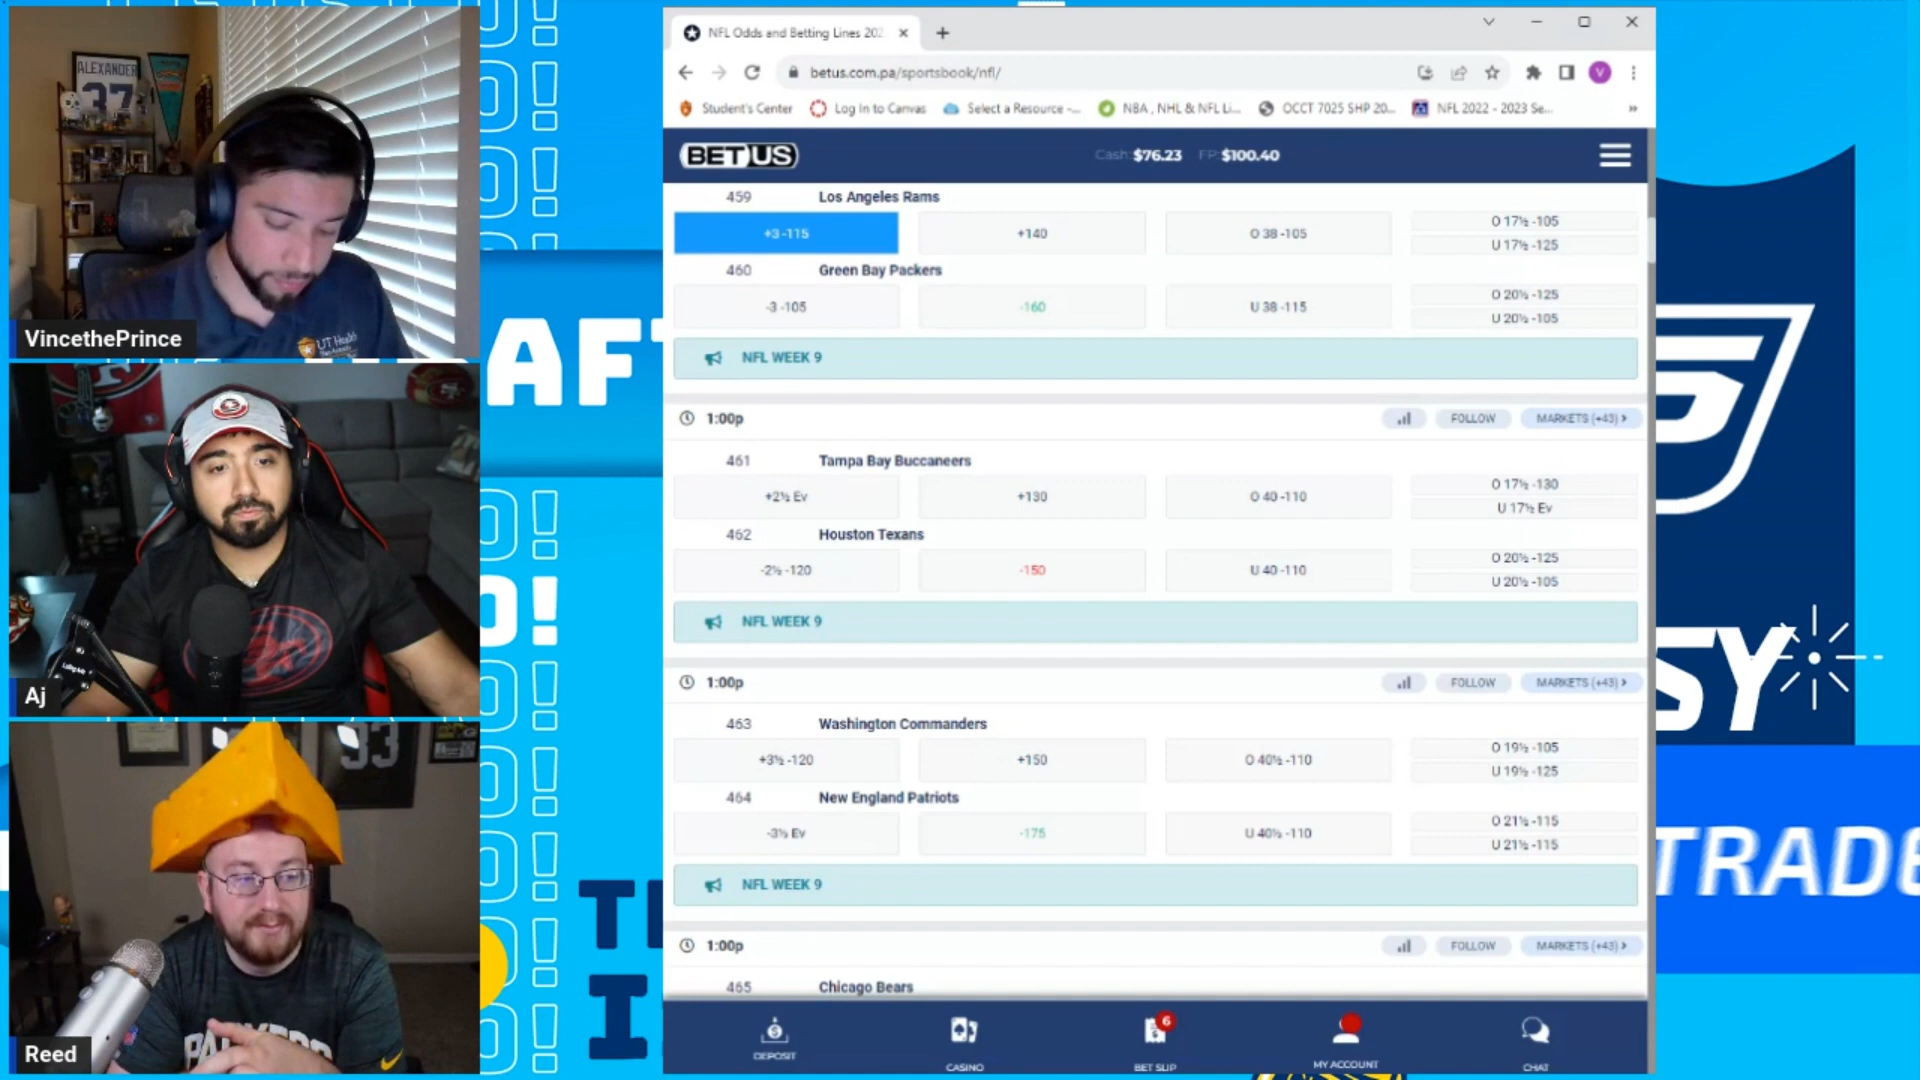 ALEXANDER
37
UT Health
VincethePrince
Aj
33
Reed
AFT
O!
SY
TRADE
NFL Odds and Betting Lines 202
betus.com.pa/sportsbook/nfl/
V
Student's Center
Log In to Canvas
Select a Resource -...
NBA , NHL & NFL Li...
OCCT 7025 SHP 20...
NFL 2022 - 2023 Se...
BETUS
Cash: $76.23 FP: $100.40
459 Los Angeles Rams
+3 -115 +140 O 38 -105 O 17½ -105
U 17½ -125
460 Green Bay Packers
-3 -105 -160 U 38 -115 O 20½ -125
U 20½ -105
NFL WEEK 9
1:00p FOLLOW MARKETS (+43) >
461 Tampa Bay Buccaneers
+2½ Ev +130 O 40 -110 O 17½ -130
U 17½ Ev
462 Houston Texans
-2½ -120 -150 U 40 -110 O 20½ -125
U 20½ -105
NFL WEEK 9
1:00p FOLLOW MARKETS (+43) >
463 Washington Commanders
+3½ -120 +150 O 40½ -110 O 19½ -105
U 19½ -125
464 New England Patriots
-3½ Ev -175 U 40½ -110 O 21½ -115
U 21½ -115
NFL WEEK 9
1:00p FOLLOW MARKETS (+43) >
465 Chicago Bears
DEPOSIT
CASINO
6
BET SLIP
MY ACCOUNT
CHAT